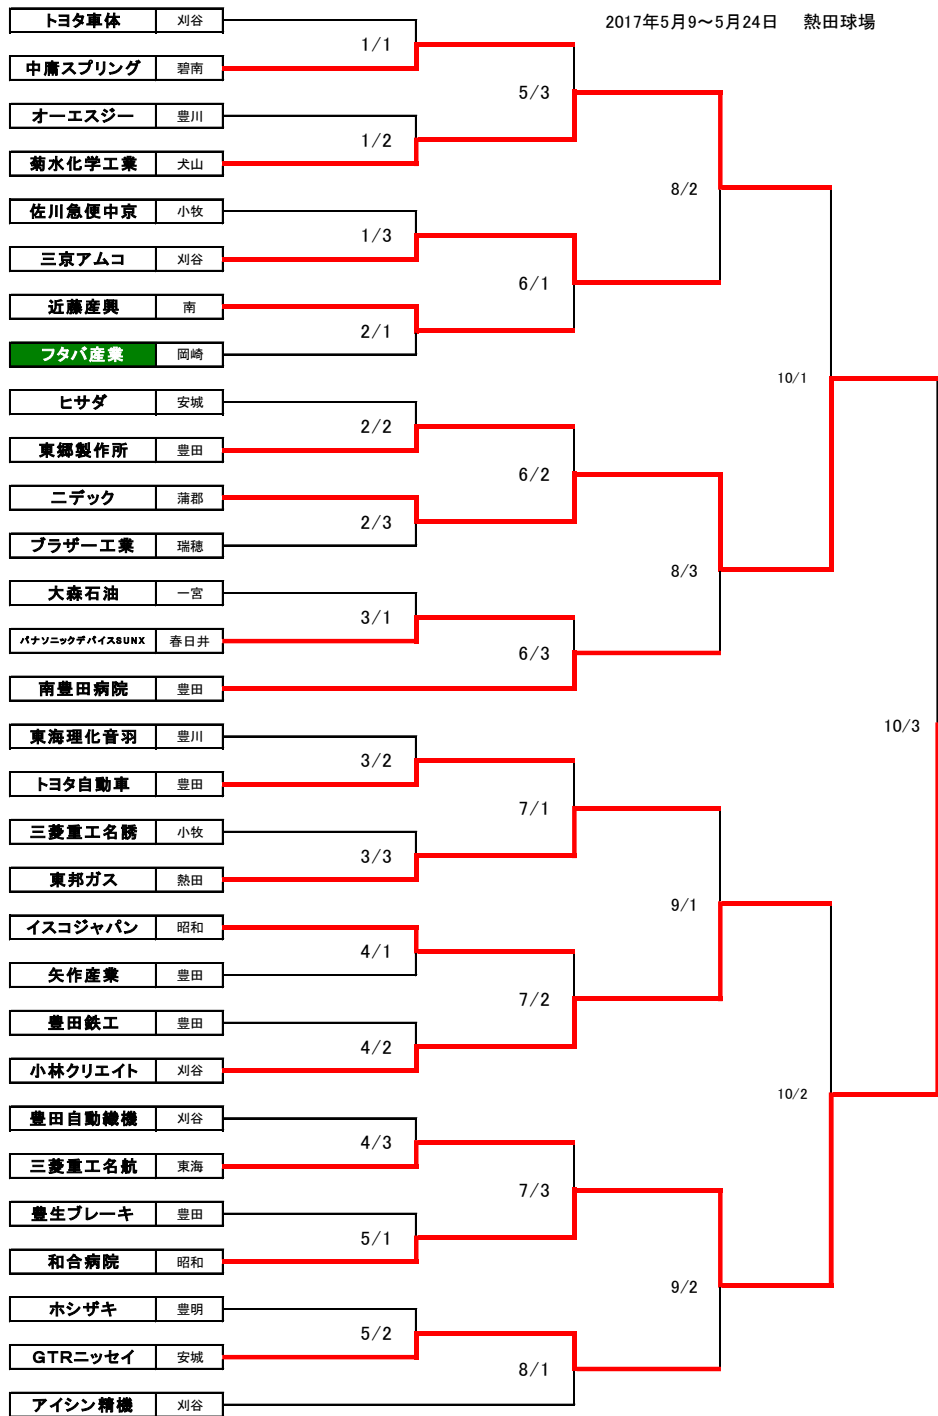 2017年5月9～5月24日　熱田球場
トヨタ車体 刈谷
1/1
中庸スプリング 碧南
5/3
オーエスジー 豊川
1/2
菊水化学工業 犬山
8/2
佐川急便中京 小牧
1/3
三京アムコ 刈谷
6/1
近藤産興 南
2/1
フタバ産業 岡崎
10/1
ヒサダ 安城
2/2
東郷製作所 豊田
6/2
ニデック 蒲郡
2/3
ブラザー工業 瑞穂
8/3
大森石油 一宮
3/1
パナソニックデバイスSUNX 春日井
6/3
南豊田病院 豊田
10/3
東海理化音羽 豊川
3/2
トヨタ自動車 豊田
7/1
三菱重工名誘 小牧
3/3
東邦ガス 熱田
9/1
イスコジャパン 昭和
4/1
矢作産業 豊田
7/2
豊田鉄工 豊田
4/2
小林クリエイト 刈谷
10/2
豊田自動織機 刈谷
4/3
三菱重工名航 東海
7/3
豊生ブレーキ 豊田
5/1
和合病院 昭和
9/2
ホシザキ 豊明
5/2
GTRニッセイ 安城
8/1
アイシン精機 刈谷